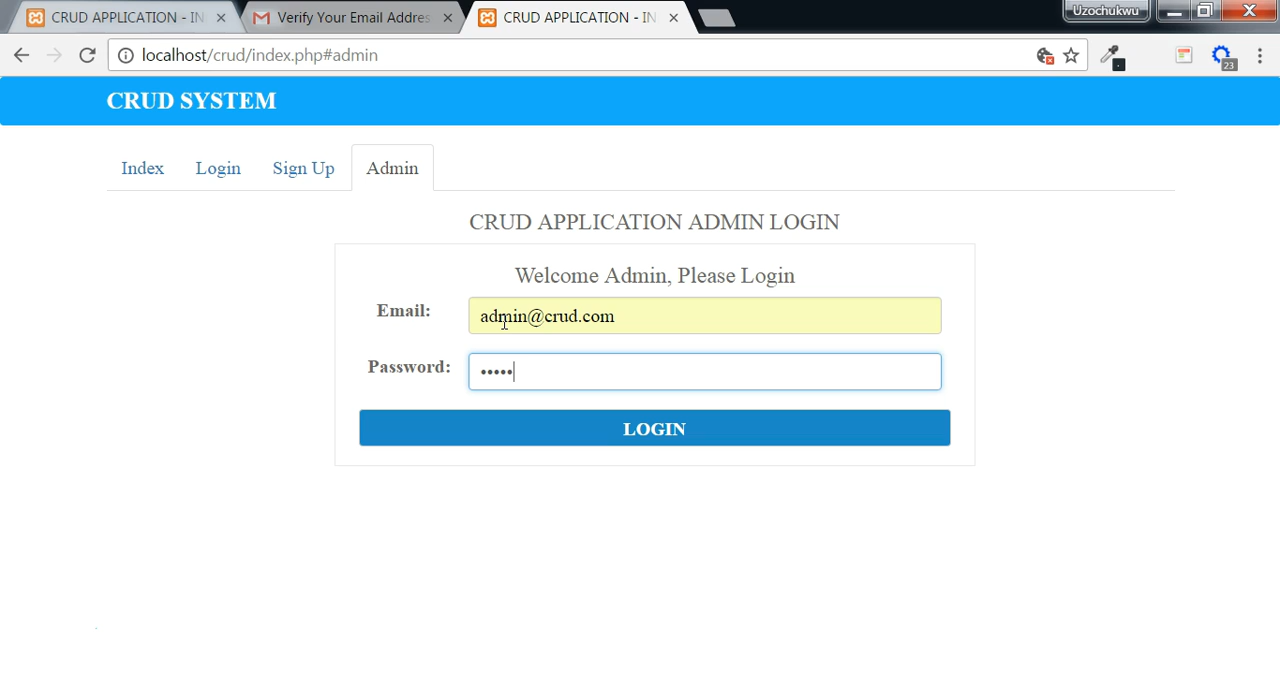 CRUD APPLICATION - IN
Verify Your Email Addres
CRUD APPLICATION - IN
Uzochukwu
localhost/crud/index.php#admin
23
CRUD SYSTEM
Index
Login
Sign Up
Admin
CRUD APPLICATION ADMIN LOGIN
Welcome Admin, Please Login
Email:
admin@crud.com
Password:
•••••
LOGIN